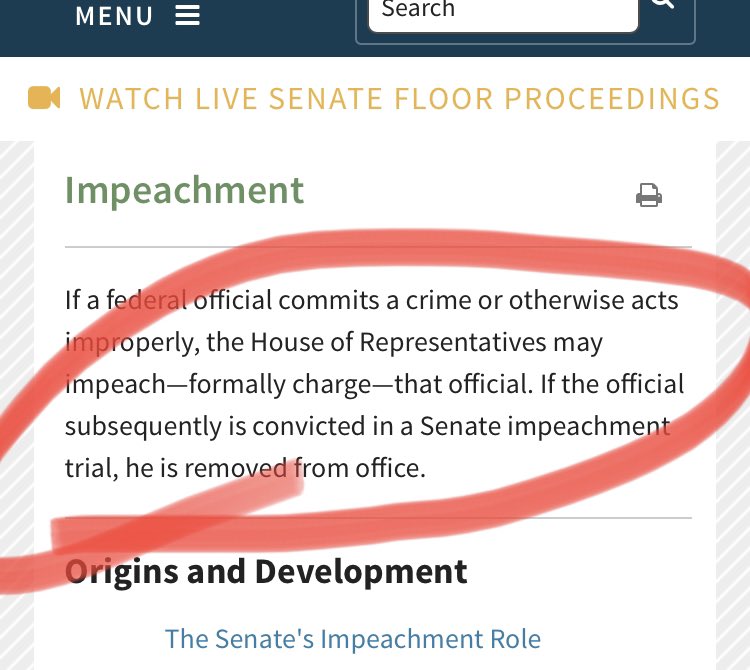 MENU
Search
WATCH LIVE SENATE FLOOR PROCEEDINGS
Impeachment
If a federal official commits a crime or otherwise acts
improperly, the House of Representatives may
impeach—formally charge—that official. If the official
subsequently is convicted in a Senate impeachment
trial, he is removed from office.
Origins and Development
The Senate's Impeachment Role